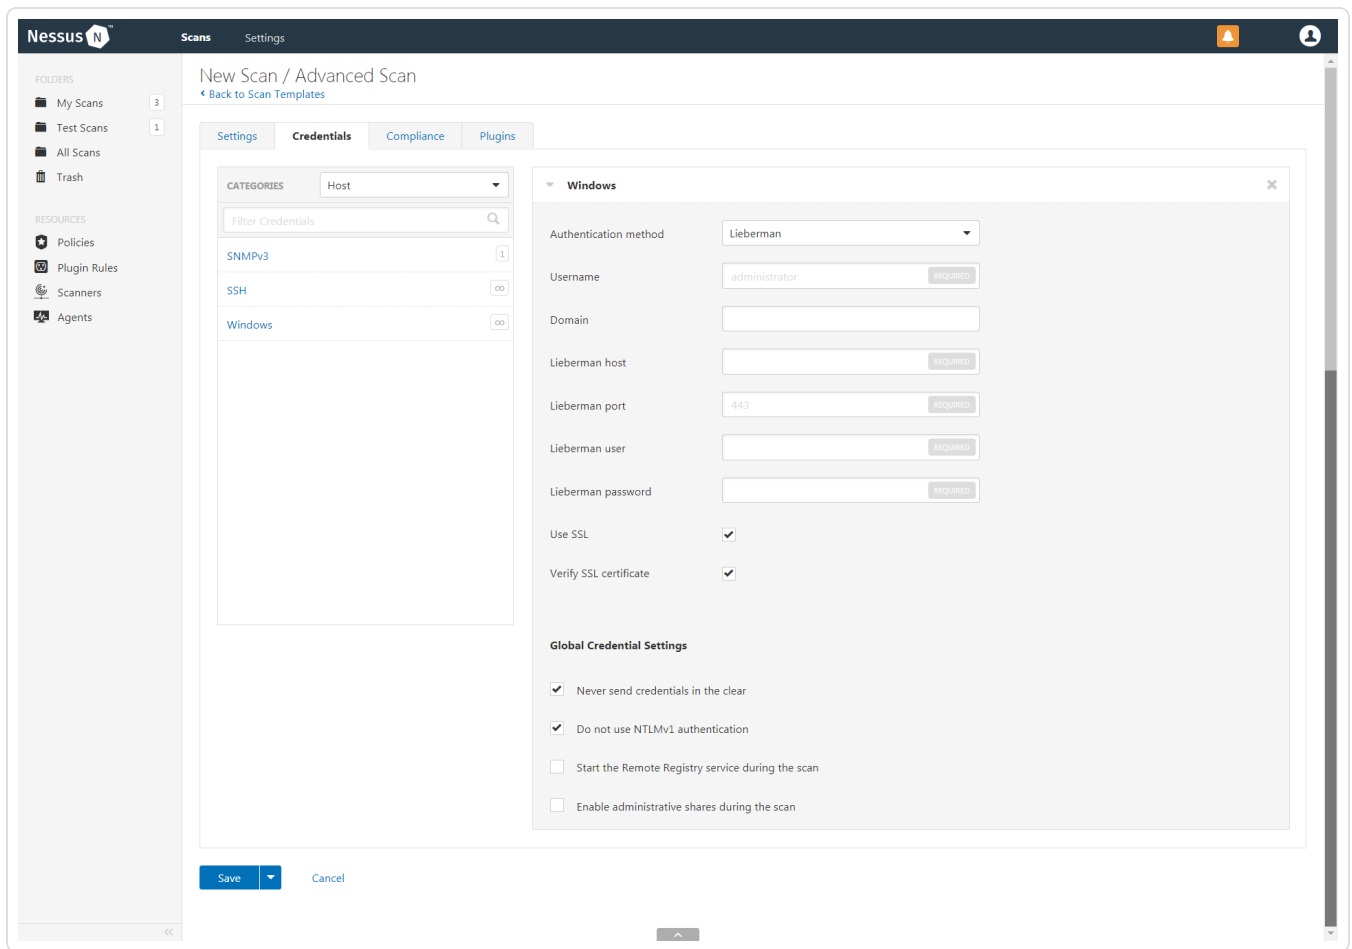 Nessus N ™
Scans Settings
FOLDERS
My Scans 3
Test Scans 1
All Scans
Trash
RESOURCES
Policies
Plugin Rules
Scanners
Agents
New Scan / Advanced Scan
Back to Scan Templates
Settings Credentials Compliance Plugins
CATEGORIES Host
Filter Credentials
SNMPv3 1
SSH ∞
Windows ∞
Windows
Authentication method Lieberman
Username administrator REQUIRED
Domain
Lieberman host REQUIRED
Lieberman port 443 REQUIRED
Lieberman user REQUIRED
Lieberman password REQUIRED
Use SSL
Verify SSL certificate
Global Credential Settings
Never send credentials in the clear
Do not use NTLMv1 authentication
Start the Remote Registry service during the scan
Enable administrative shares during the scan
Save Cancel